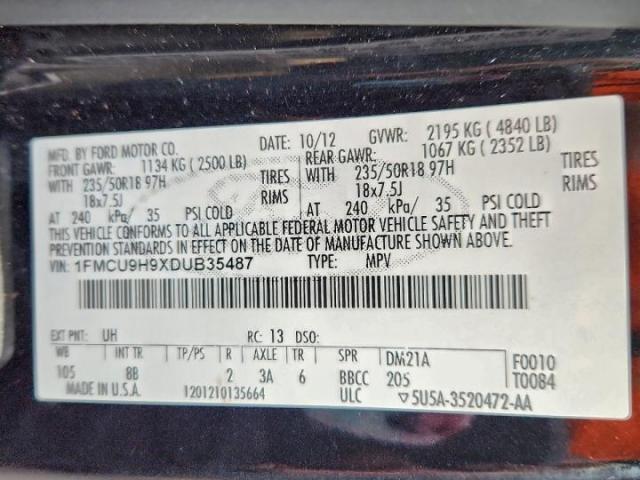 MFD. BY FORD MOTOR CO. DATE: 10/12 GVWR: 2195 KG ( 4840 LB)
FRONT GAWR: 1134 KG ( 2500 LB) REAR GAWR: 1067 KG ( 2352 LB)
WITH 235/50R18 97H TIRES WITH 235/50R18 97H TIRES
18x7.5J RIMS 18x7.5J RIMS
AT 240 kPa/ 35 PSI COLD AT 240 kPa/ 35 PSI COLD
THIS VEHICLE CONFORMS TO ALL APPLICABLE FEDERAL MOTOR VEHICLE SAFETY AND THEFT
PREVENTION STANDARDS IN EFFECT ON THE DATE OF MANUFACTURE SHOWN ABOVE.
VIN: 1FMCU9H9XDUB35487 TYPE: MPV
EXT PNT: UH RC: 13 DSO:
WB INT TR TP/PS R AXLE TR SPR DM21A F0010
105 8B 2 3A 6 BBCC 205 T0084
MADE IN U.S.A. 1201210135664 ULC ▽5U5A-3520472-AA